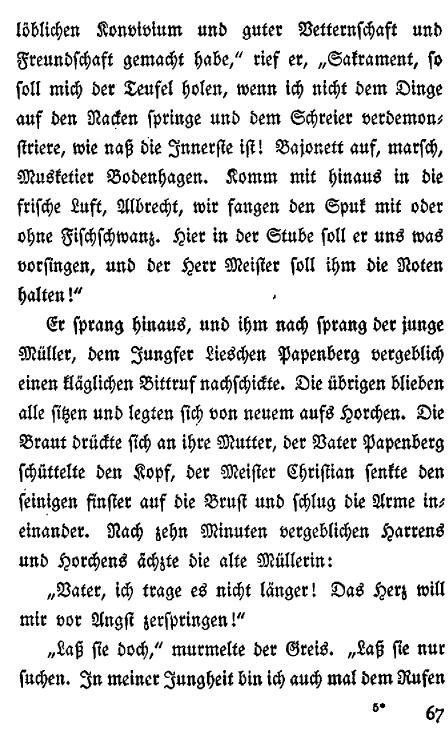 löblichen Konvivium und guter Vetternschaft und
Freundschaft gemacht habe,“ rief er, „Sakrament, so
soll mich der Teufel holen, wenn ich nicht dem Dinge
auf den Nacken springe und dem Schreier verdemon⸗
striere, wie naß die Innerste ist! Bajonett auf, marsch,
Musketier Bodenhagen. Komm mit hinaus in die
frische Luft, Albrecht, wir fangen den Spuk mit oder
ohne Fischschwanz. Hier in der Stube soll er uns was
vorsingen, und der Herr Meister soll ihm die Noten
halten!“
Er sprang hinaus, und ihm nach sprang der junge
Müller, dem Jungfer Lieschen Papenberg vergeblich
einen kläglichen Bittruf nachschickte. Die übrigen blieben
alle sitzen und legten sich von neuem aufs Horchen. Die
Braut drückte sich an ihre Mutter, der Vater Papenberg
schüttelte den Kopf, der Meister Christian senkte den
seinigen finster auf die Brust und schlug die Arme in⸗
einander. Nach zehn Minuten vergeblichen Harrens
und Horchens ächzte die alte Müllerin:
„Vater, ich trage es nicht länger! Das Herz will
mir vor Angst zerspringen!“
„Laß sie doch,“ murmelte der Greis. „Laß sie nur
suchen. In meiner Jungheit bin ich auch mal dem Rufen
5*
67